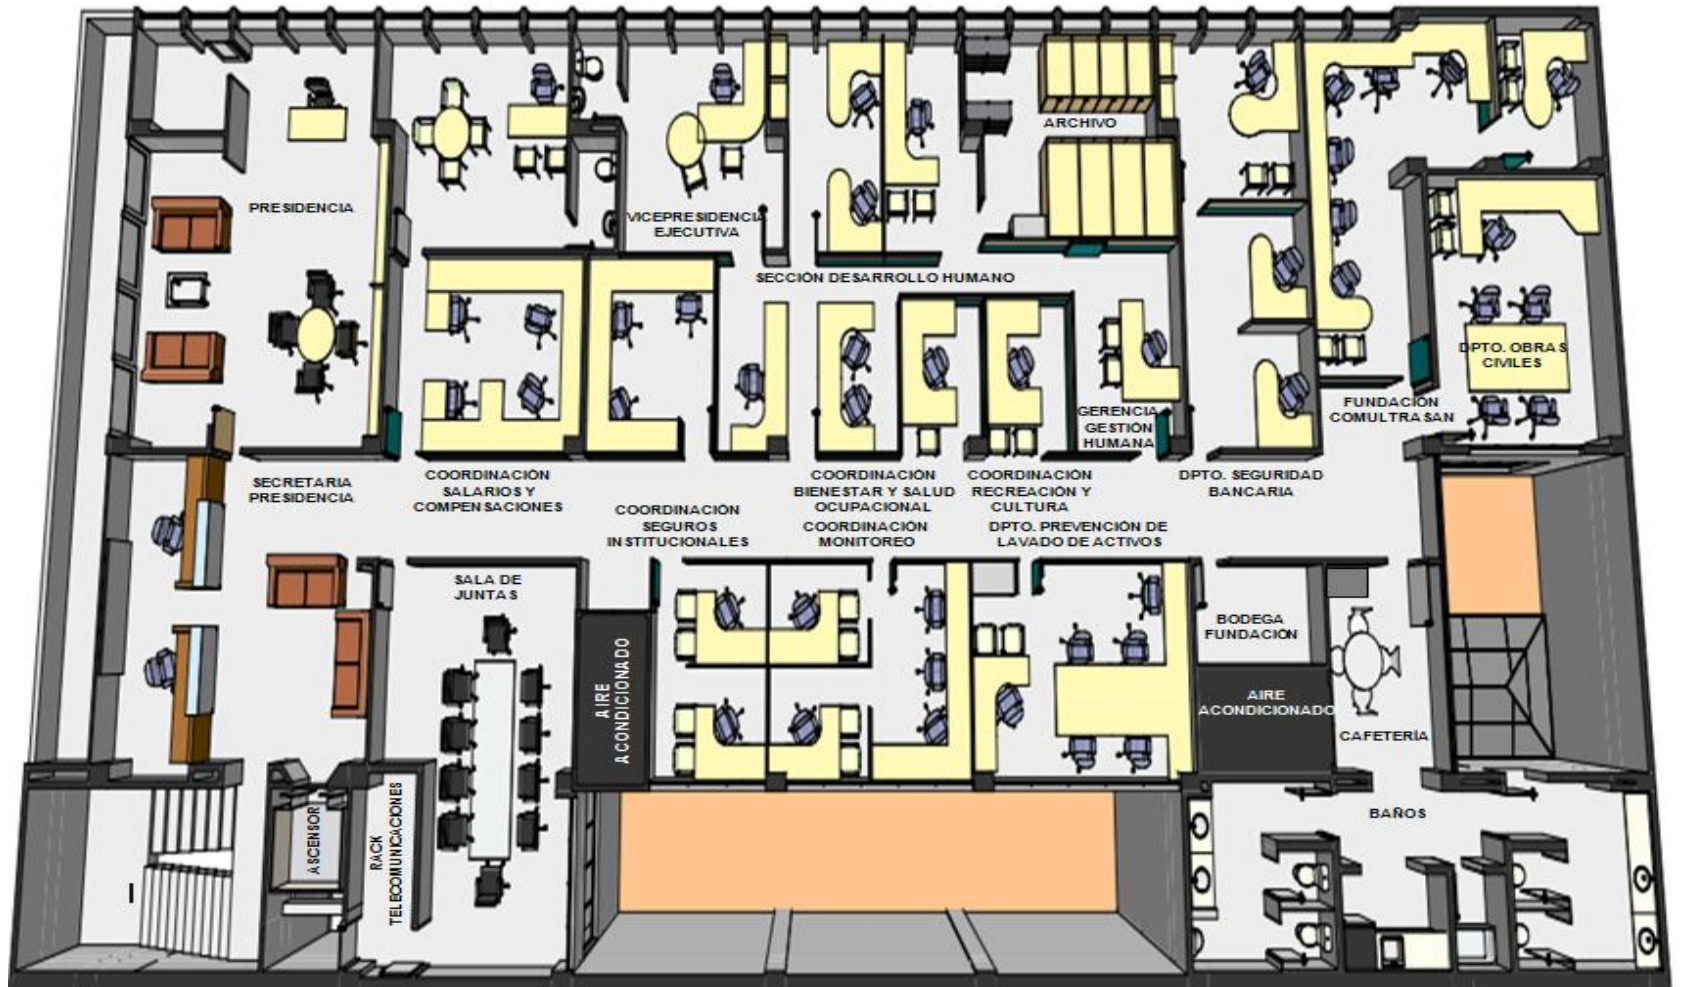 ARCHIVO
PRESIDENCIA
VICEPRESIDENCIA
EJECUTIVA
SECCIÓN DESARROLLO HUMANO
DPTO. OBRAS
CIVILES
FUNDACIÓN
COMULTRASAN
GERENCIA
GESTIÓN
HUMANA
SECRETARIA
PRESIDENCIA
COORDINACIÓN
SALARIOS Y
COMPENSACIONES
COORDINACIÓN
SEGUROS
INSTITUCIONALES
COORDINACIÓN
BIENESTAR Y SALUD
OCUPACIONAL
COORDINACIÓN
MONITOREO
COORDINACIÓN
RECREACIÓN Y
CULTURA
DPTO. PREVENCIÓN DE
LAVADO DE ACTIVOS
DPTO. SEGURIDAD
BANCARIA
SALA DE
JUNTAS
AIRE
ACONDICIONADO
BODEGA
FUNDACIÓN
AIRE
ACONDICIONADO
CAFETERÍA
BAÑOS
ASCENSOR
RACK
TELECOMUNICACIONES